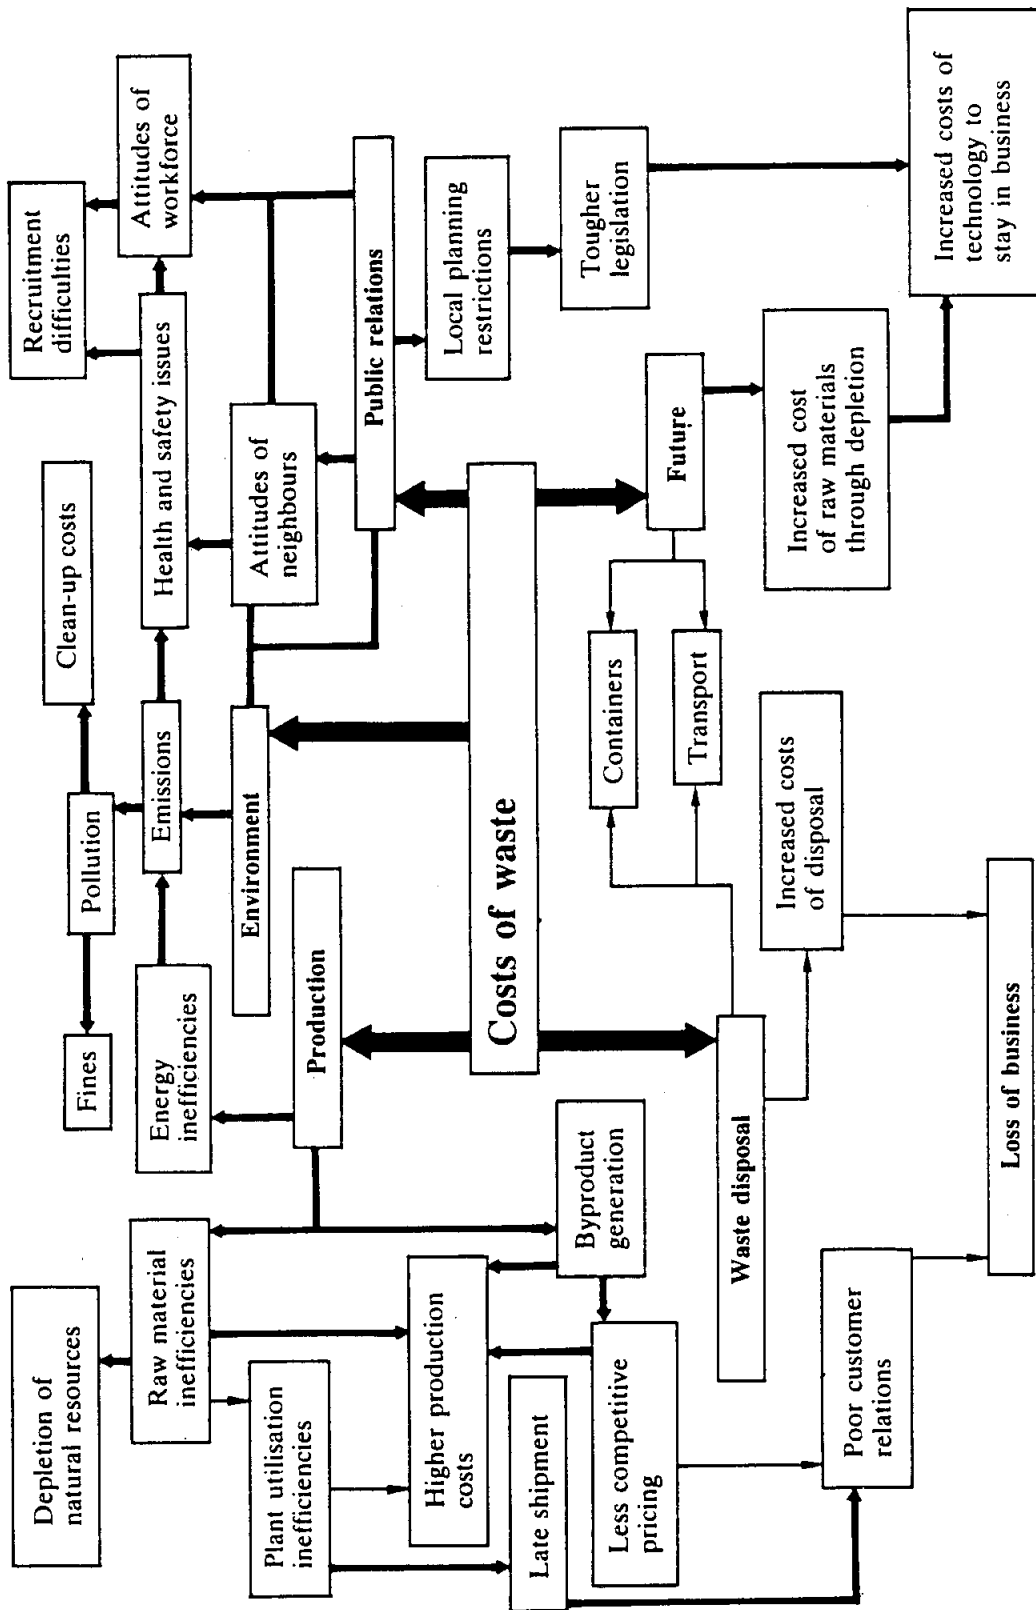 Depletion of
natural resources
Fines
Pollution
Clean-up costs
Recruitment
difficulties
Raw material
inefficiencies
Energy
inefficiencies
Emissions
Health and safety issues
Attitudes of
workforce
Plant utilisation
inefficiencies
Environment
Attitudes of
neighbours
Production
Public relations
Higher production
costs
Local planning
restrictions
Costs of waste
Late shipment
Byproduct
generation
Tougher
legislation
Less competitive
pricing
Containers
Future
Transport
Waste disposal
Increased costs
of disposal
Increased cost
of raw materials
through depletion
Poor customer
relations
Increased costs of
technology to
stay in business
Loss of business